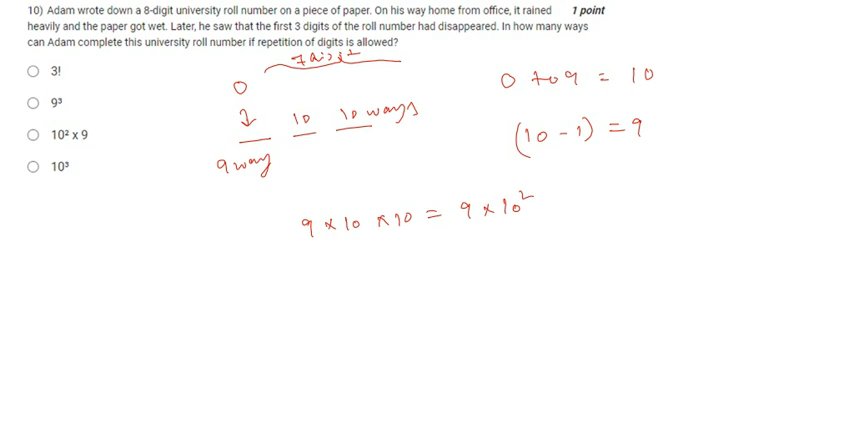 10) Adam wrote down a 8-digit university roll number on a piece of paper. On his way home from office, it rained 1 point
heavily and the paper got wet. Later, he saw that the first 3 digits of the roll number had disappeared. In how many ways
can Adam complete this university roll number if repetition of digits is allowed?
3!
9³
10² x 9
10³
0
0 to 9 = 10
10 10 ways
(10 - 1) = 9
9 way
9 × 10 × 10 = 9 × 10²